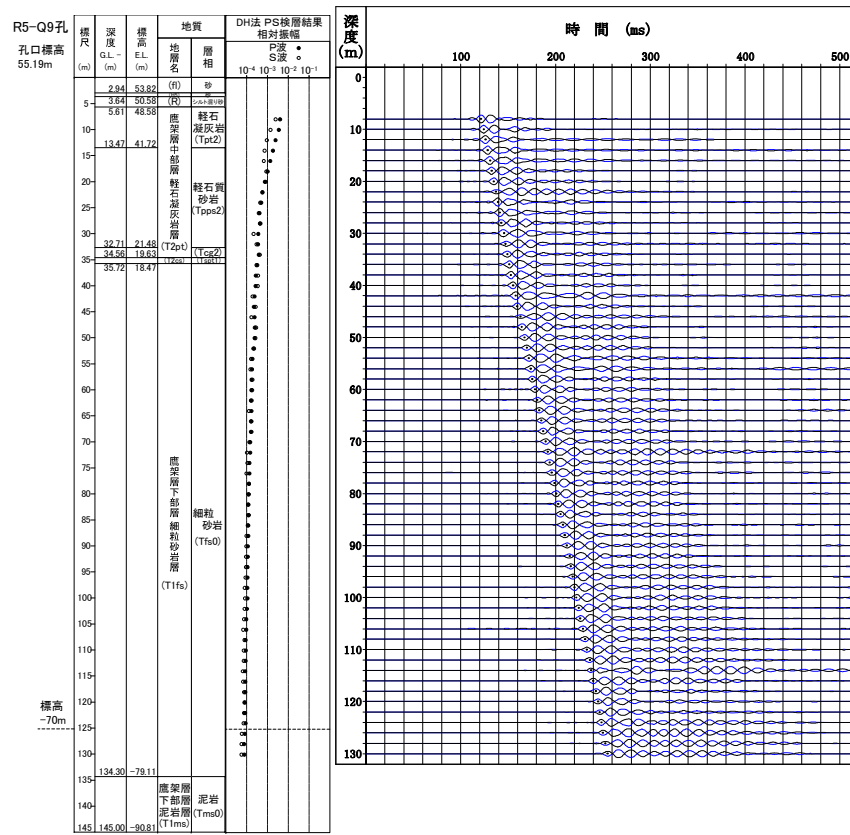 R5-Q9孔
孔口標高
55.19m
標尺
(m)
深度
G.L. -
(m)
標高
E.L.
(m)
地質
地層名
層相
DH法 PS検層結果
相対振幅
P波 ●
S波 ○
10-4 10-3 10-2 10-1
2.94 53.82 (fl) 砂
3.64 50.58 (R) シルト混り砂
5.61 48.58
13.47 41.72
32.71 21.48
34.56 19.63
35.72 18.47
134.30 -79.11
145.00 -90.81
鷹架層中部層 軽石凝灰岩層
(T2pt)
軽石
凝灰岩
(Tpt2)
軽石質
砂岩
(Tpps2)
(Tcg2)
(T2cs) (Tspt1)
鷹架層下部層 細粒砂岩層
(T1fs)
細粒
砂岩
(Tfs0)
鷹架層
下部層
泥岩層
(T1ms)
泥岩
(Tms0)
5
10
15
20
25
30
35
40
45
50
55
60
65
70
75
80
85
90
95
100
105
110
115
120
125
130
135
140
145
標高
-70m
深度
(m)
時 間 (ms)
100 200 300 400 500
0
10
20
30
40
50
60
70
80
90
100
110
120
130